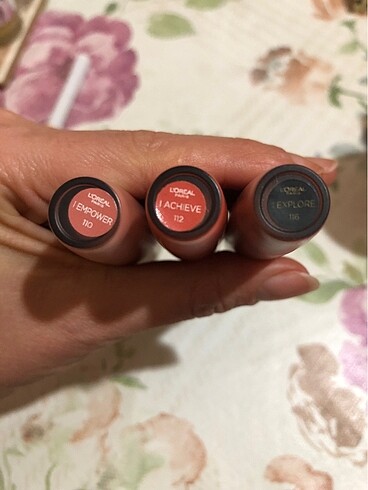 L'ORÉAL
PARIS
I EMPOWER
110
L'ORÉAL
PARIS
I ACHIEVE
112
L'ORÉAL
PARIS
I EXPLORE
116